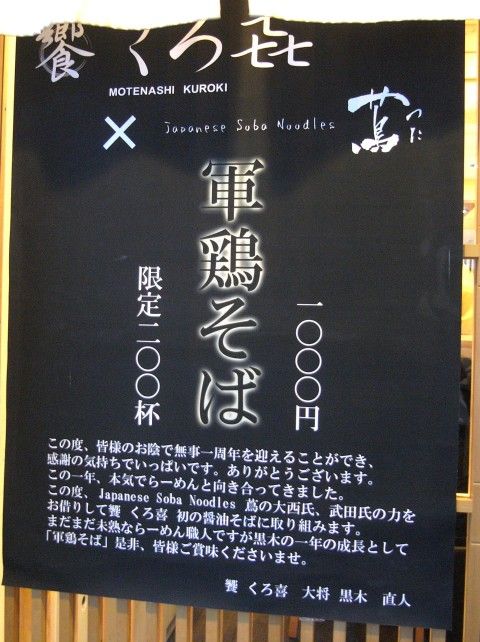 饗 くろ㐂
MOTENASHI KUROKI
× Japanese Soba Noodles 蔦 つた
軍鶏そば
一〇〇〇円
限定二〇〇杯
この度、皆様のお陰で無事一周年を迎えることができ、
感謝の気持ちでいっぱいです。ありがとうございます。
この一年、本気でらーめんと向き合ってきました。
この度、Japanese Soba Noodles 蔦の大西氏、武田氏の力を
お借りして饗 くろ喜 初の醤油そばに取り組みます。
まだまだ未熟ならーめん職人ですが黒木の一年の成長として
「軍鶏そば」是非、皆様ご賞味くださいませ。
饗 くろ喜 大将 黒木 直人